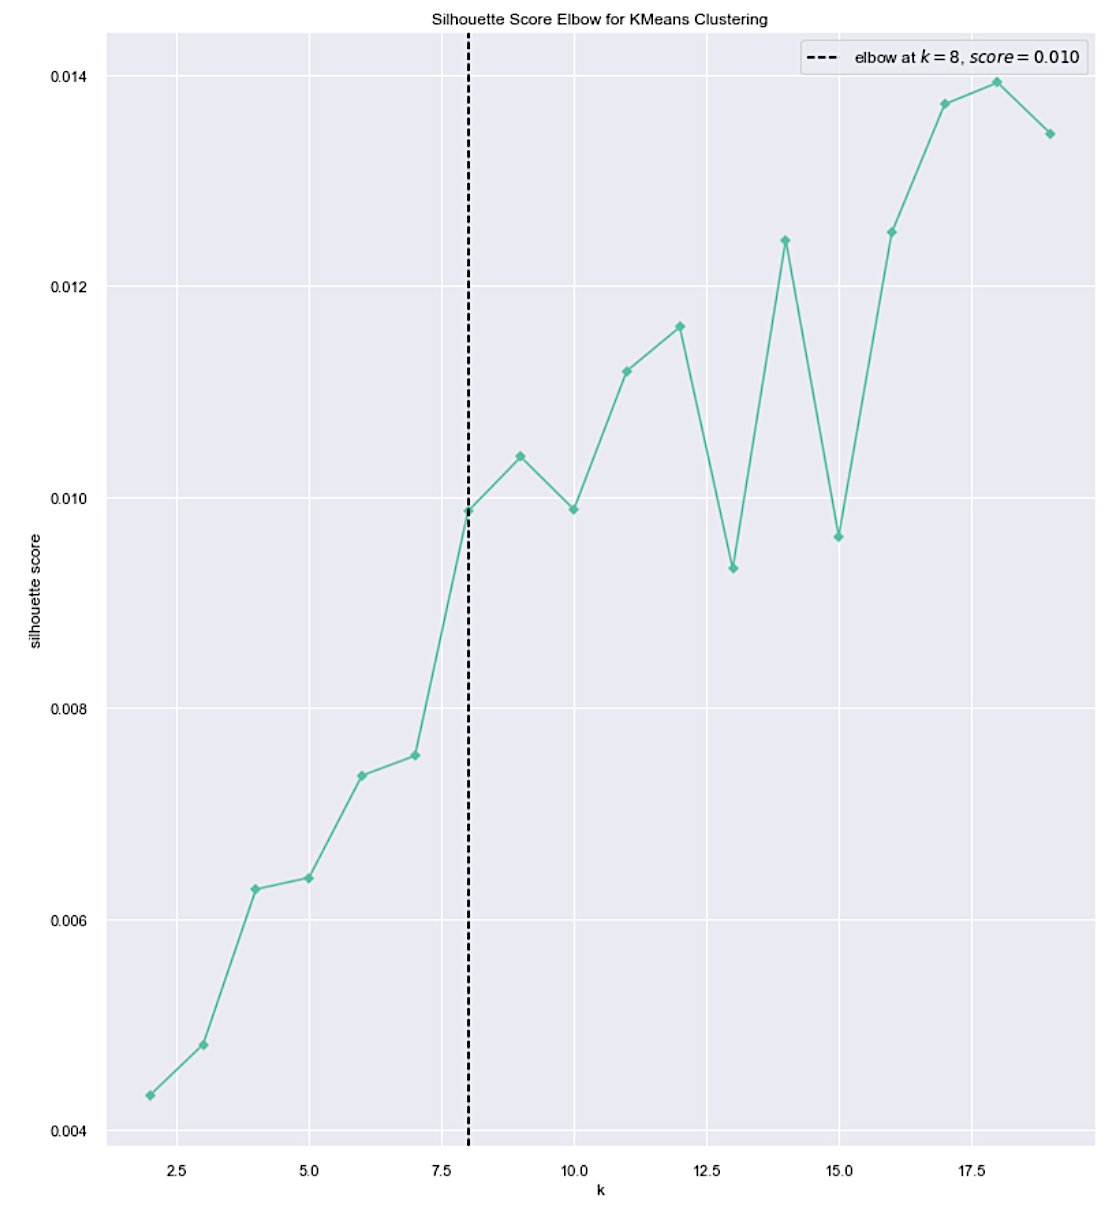 Silhouette Score Elbow for KMeans Clustering
elbow at k = 8, score = 0.010
0.014
0.012
0.010
0.008
0.006
0.004
silhouette score
2.5 5.0 7.5 10.0 12.5 15.0 17.5
k